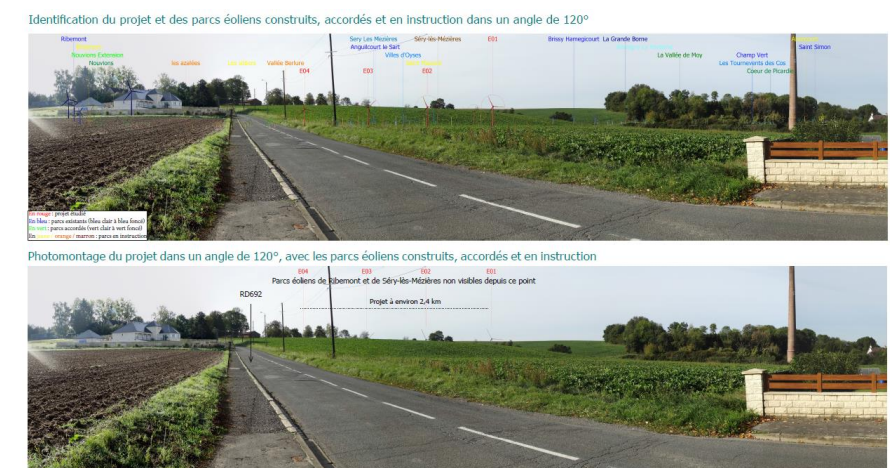 Identification du projet et des parcs éoliens construits, accordés et en instruction dans un angle de 120°
Ribemont
Sery Les Mezières
Séry-lès-Mézières
E01
Brissy Hamegicourt
La Grande Borne
Anguilcourt le Sart
Saint Simon
Nouvions Extension
Villes d'Oyses
La Vallée de Moy
Champ Vert
Nouvions
les azalées
Vallée Berlure
Les Tournevents des Cos
E04
E03
E02
Coeur de Picardie
En rouge : projet étudié
En bleu : parcs existants (bleu clair à bleu foncé)
En vert : parcs accordés (vert clair à vert foncé)
En orange / marron : parcs en instruction
Photomontage du projet dans un angle de 120°, avec les parcs éoliens construits, accordés et en instruction
E04
E03
E02
E01
Parcs éoliens de Ribemont et de Séry-lès-Mézières non visibles depuis ce point
RD692
Projet à environ 2,4 km